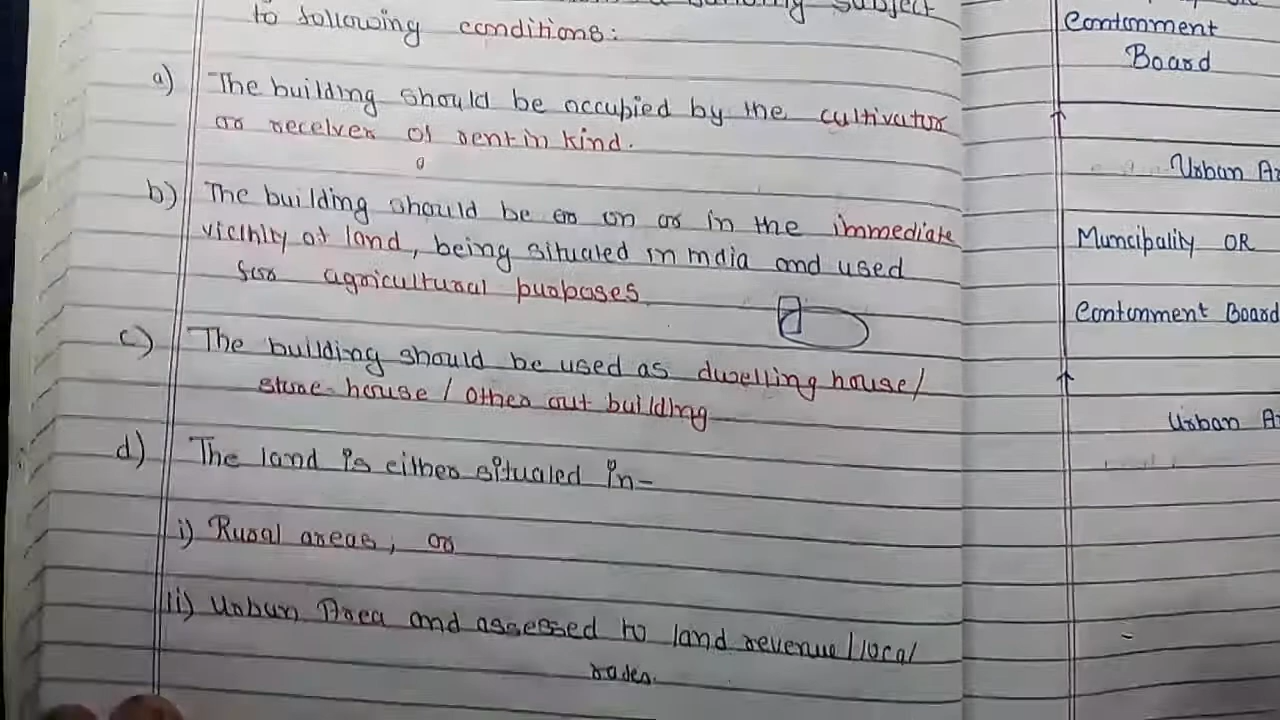 building subject
to following conditions:
a) The building should be occupied by the cultivator
or receiver of rent in kind.
b) The building should be or on or in the immediate
vicinity of land, being situated in India and used
for agricultural purposes
c) The building should be used as dwelling house/
store-house / other out building
d) The land is either situated in-
i) Rural areas, or
ii) Urban Area and assessed to land revenue/local
rates.
Contonment
Board
Urban
Muncipality OR
Contonment Board
Urban